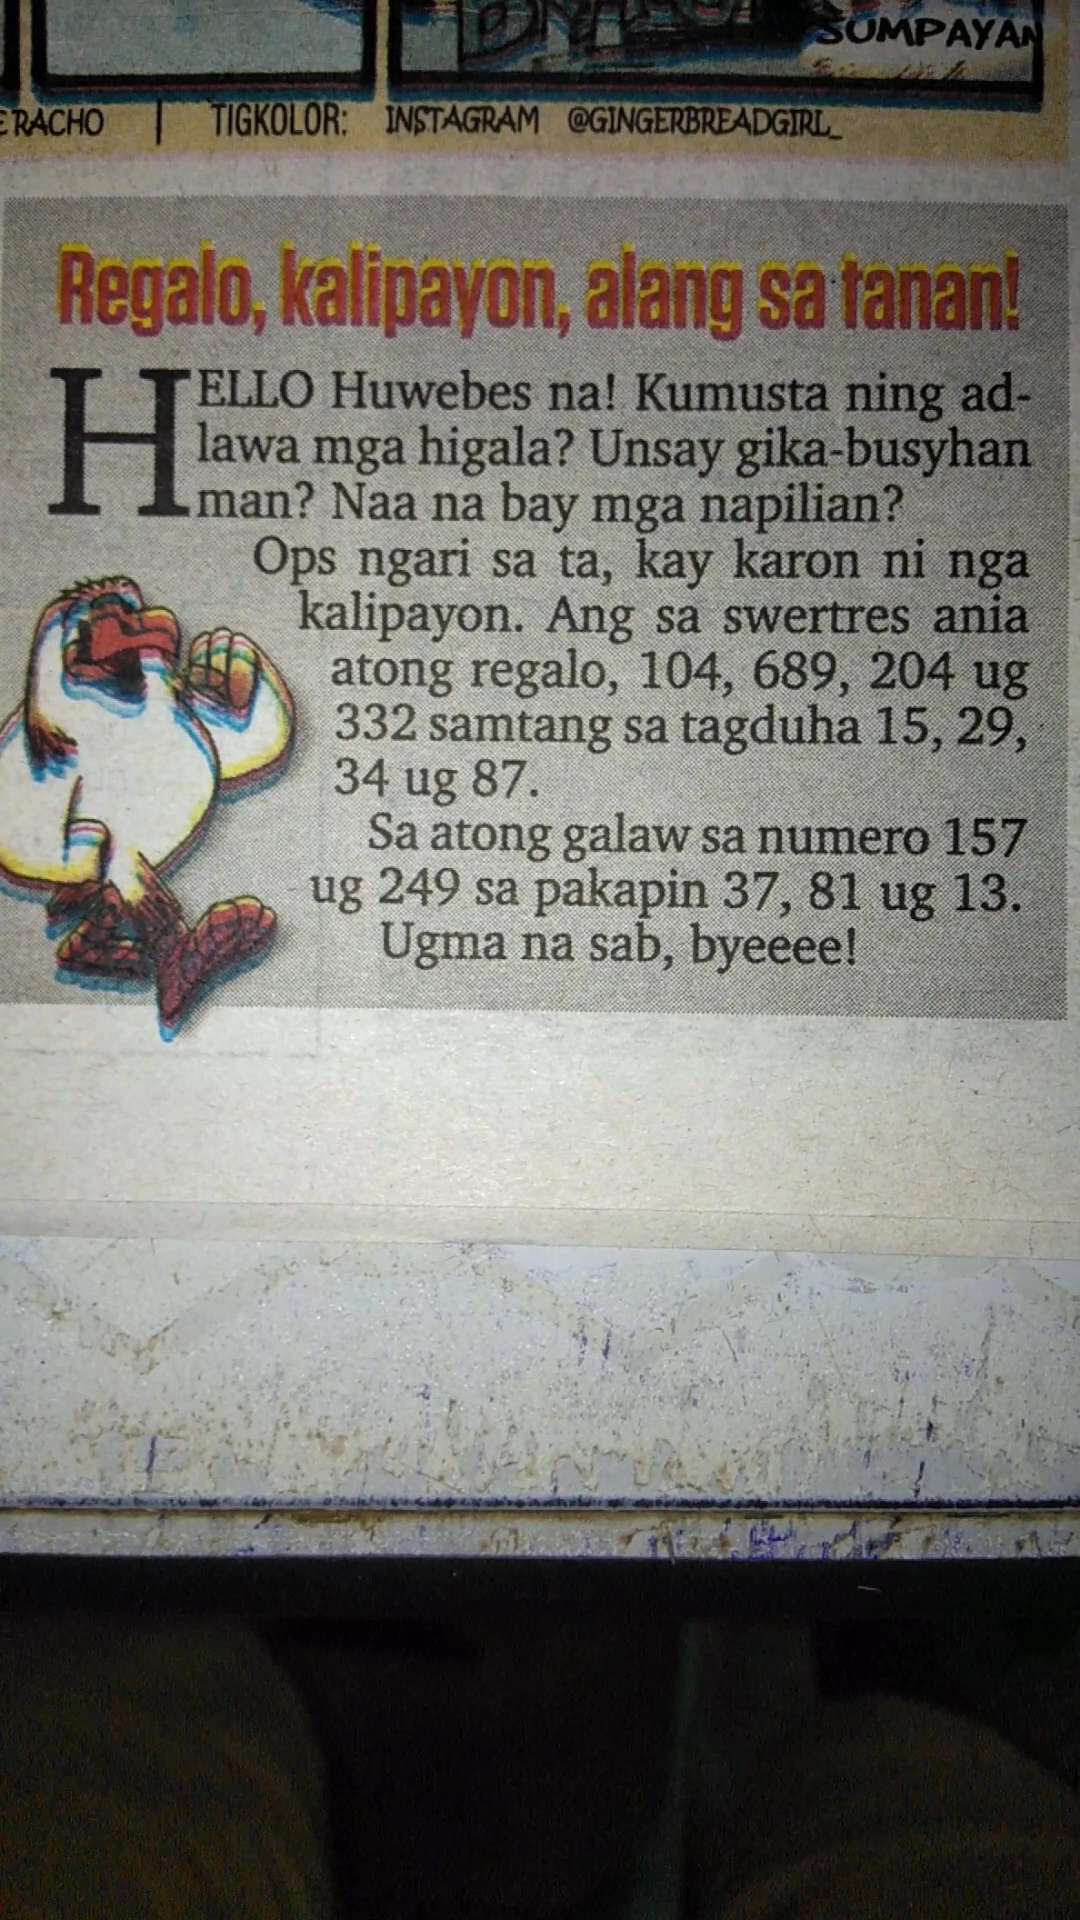 SUMPAYAN
RACHO | TIGKOLOR: INSTAGRAM @GINGERBREADGIRL_
Regalo, kalipayon, alang sa tanan!
HELLO Huwebes na! Kumusta ning ad-
lawa mga higala? Unsay gika-busyhan
man? Naa na bay mga napilian?
Ops ngari sa ta, kay karon ni nga
kalipayon. Ang sa swertres ania
atong regalo, 104, 689, 204 ug
332 samtang sa tagduha 15, 29,
34 ug 87.
Sa atong galaw sa numero 157
ug 249 sa pakapin 37, 81 ug 13.
Ugma na sab, byeeee!